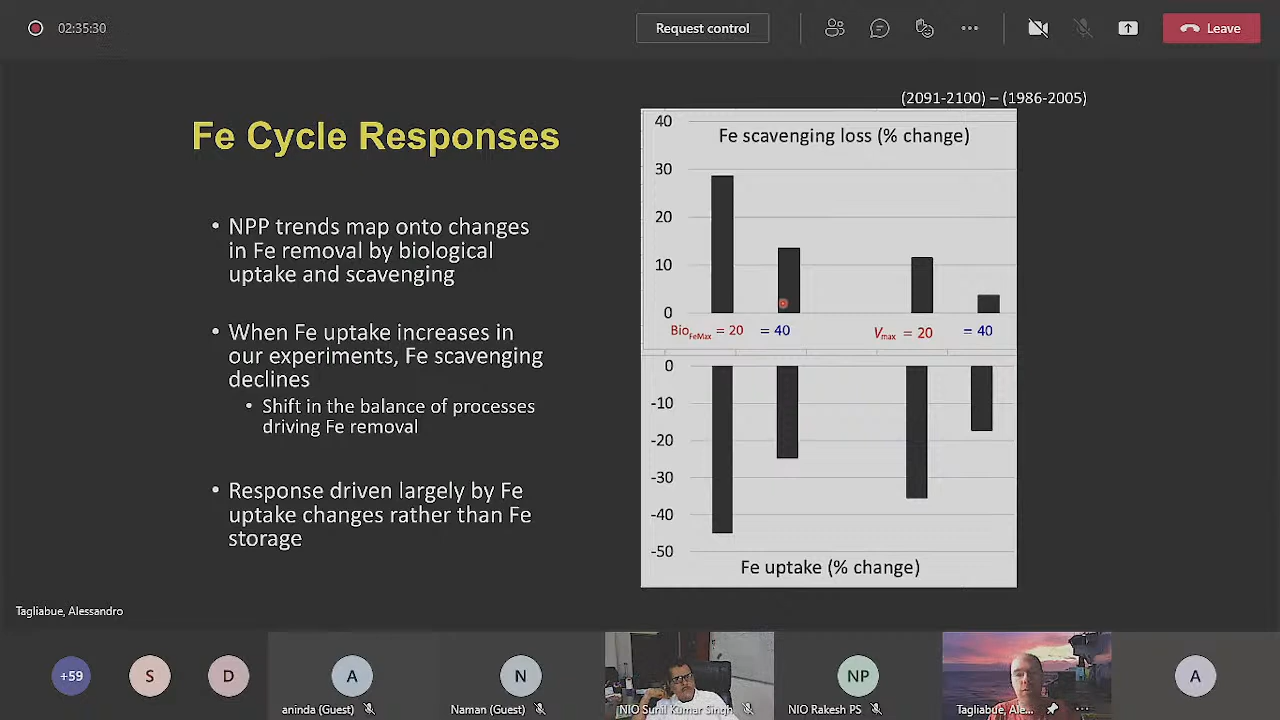 02:35:30
Request control
Leave
(2091-2100) – (1986-2005)
Fe Cycle Responses
• NPP trends map onto changes
in Fe removal by biological
uptake and scavenging
• When Fe uptake increases in
our experiments, Fe scavenging
declines
• Shift in the balance of processes
driving Fe removal
• Response driven largely by Fe
uptake changes rather than Fe
storage
Fe scavenging loss (% change)
40
30
20
10
0
BioFeMax = 20 = 40 Vmax = 20 = 40
0
-10
-20
-30
-40
-50
Fe uptake (% change)
Tagliabue, Alessandro
+59
S
D
A
aninda (Guest)
N
Naman (Guest)
NIO Sunil Kumar Singh
NP
NIO Rakesh PS
Tagliabue, Ale...
A